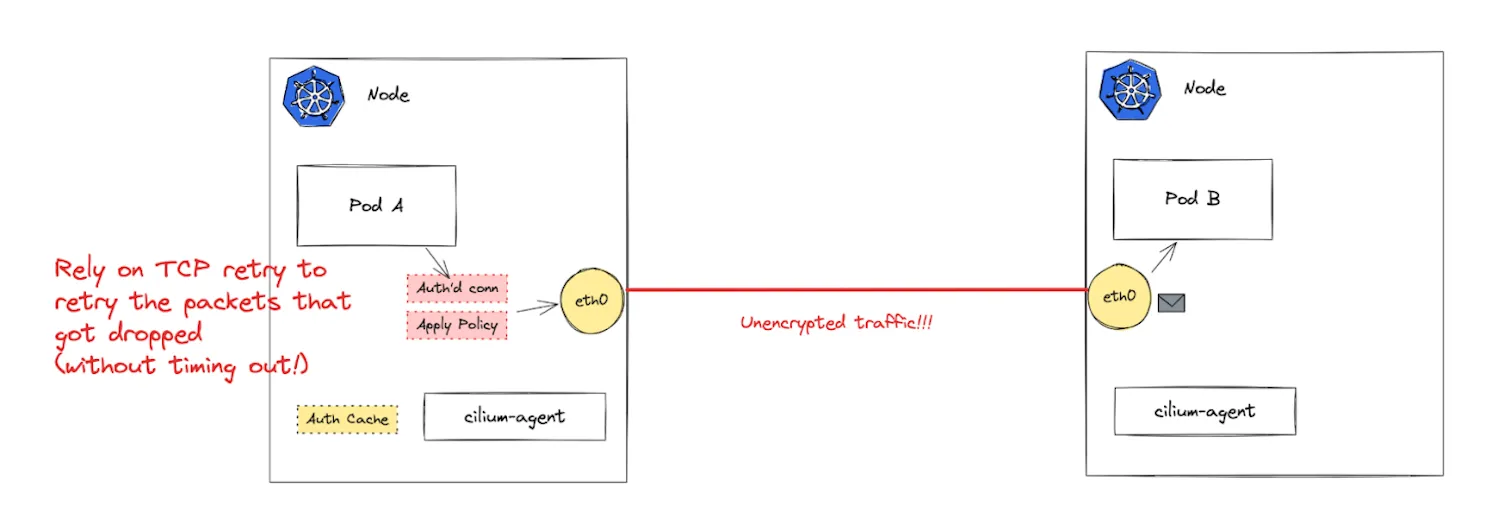 Node
Pod A
Rely on TCP retry to
retry the packets that
got dropped
(without timing out!)
Auth'd conn
Apply Policy
eth0
Auth Cache
cilium-agent
Unencrypted traffic!!!
Node
Pod B
eth0
cilium-agent